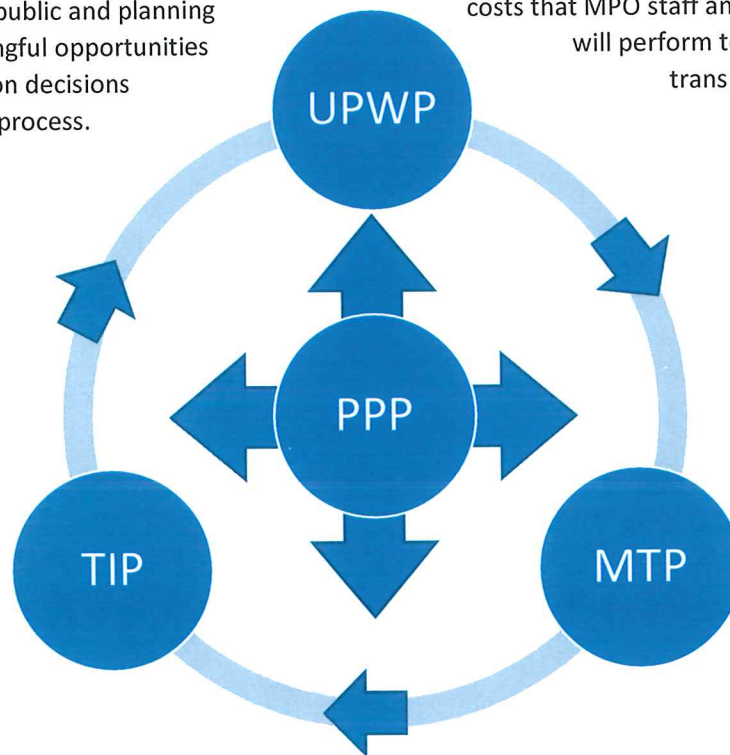 public and planning
ngful opportunities
on decisions
process.
costs that MPO staff an
will perform to
trans
UPWP
PPP
TIP
MTP